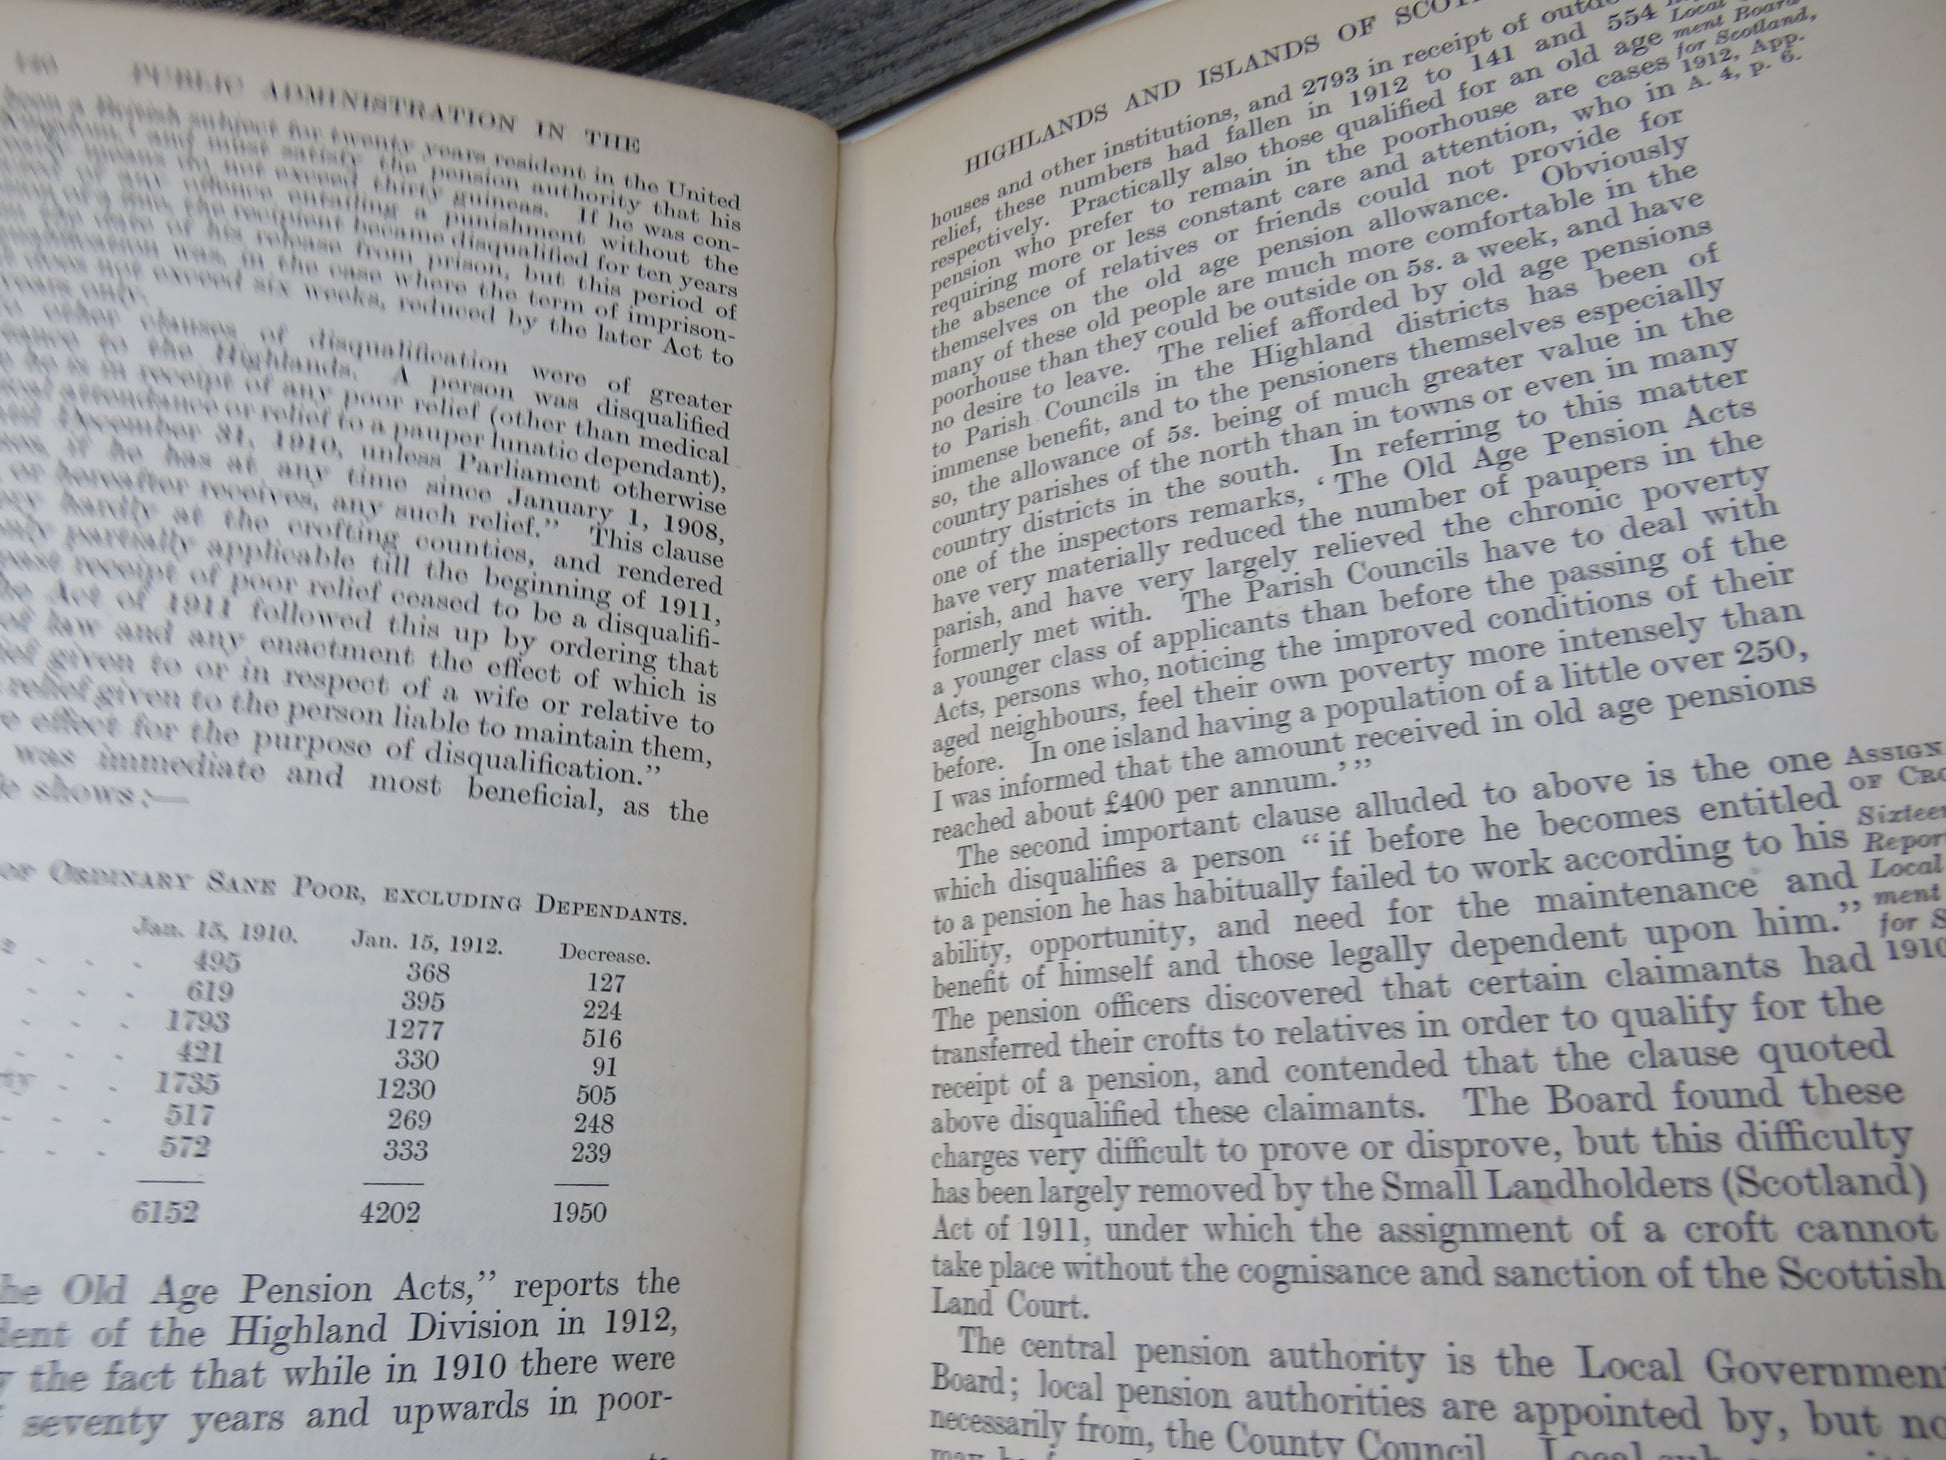 140 PUBLIC ADMINISTRATION IN THE
been a British subject for twenty years resident in the United
Kingdom, and must satisfy the pension authority that his
means do not exceed thirty guineas. If he was con-
of any offence entailing a punishment without the
of a fine, the recipient became disqualified for ten years
of his release from prison, but this period of
disqualification was, in the case where the term of imprison-
does not exceed six weeks, reduced by the later Act to
years only.
other clauses of disqualification were of greater
to the Highlands. A person was disqualified
he is in receipt of any poor relief (other than medical
attendance or relief to a pauper lunatic dependant),
December 31, 1910, unless Parliament otherwise
if he has at any time since January 1, 1908,
or hereafter receives, any such relief.” This clause
hardly at the crofting counties, and rendered
only partially applicable till the beginning of 1911,
past receipt of poor relief ceased to be a disqualifi-
Act of 1911 followed this up by ordering that
of law and any enactment the effect of which is
given to or in respect of a wife or relative to
relief given to the person liable to maintain them,
effect for the purpose of disqualification.”
was immediate and most beneficial, as the
shows:—
OF ORDINARY SANE POOR, EXCLUDING DEPENDANTS.
Jan. 15, 1910. Jan. 15, 1912. Decrease.
495 368 127
619 395 224
1793 1277 516
421 330 91
1735 1230 505
517 269 248
572 333 239
6152 4202 1950
Old Age Pension Acts,” reports the
of the Highland Division in 1912,
the fact that while in 1910 there were
seventy years and upwards in poor-
HIGHLANDS AND ISLANDS OF
houses and other institutions, and 2793 in receipt of
relief, these numbers had fallen in 1912 to 141 and 554
respectively. Practically also those qualified for an old age
pension who prefer to remain in the poorhouse are cases
requiring more or less constant care and attention, who in
the absence of relatives or friends could not provide for
themselves on the old age pension allowance. Obviously
many of these old people are much more comfortable in the
poorhouse than they could be outside on 5s. a week, and have
no desire to leave. The relief afforded by old age pensions
to Parish Councils in the Highland districts has been of
immense benefit, and to the pensioners themselves especially
so, the allowance of 5s. being of much greater value in the
country parishes of the north than in towns or even in many
country districts in the south. In referring to this matter
one of the inspectors remarks, ‘The Old Age Pension Acts
have very materially reduced the number of paupers in the
parish, and have very largely relieved the chronic poverty
formerly met with. The Parish Councils have to deal with
a younger class of applicants than before the passing of the
Acts, persons who, noticing the improved conditions of their
aged neighbours, feel their own poverty more intensely than
before. In one island having a population of a little over 250,
I was informed that the amount received in old age pensions
reached about £400 per annum.’”
The second important clause alluded to above is the one
which disqualifies a person “if before he becomes entitled
to a pension he has habitually failed to work according to his
ability, opportunity, and need for the maintenance and
benefit of himself and those legally dependent upon him.”
The pension officers discovered that certain claimants had
transferred their crofts to relatives in order to qualify for the
receipt of a pension, and contended that the clause quoted
above disqualified these claimants. The Board found these
charges very difficult to prove or disprove, but this difficulty
has been largely removed by the Small Landholders (Scotland)
Act of 1911, under which the assignment of a croft cannot
take place without the cognisance and sanction of the Scottish
Land Court.
The central pension authority is the Local Government
Board; local pension authorities are appointed by, but no
necessarily from, the County Council. Local
Local
ment Board
for Scotland,
1912, App.
A. 4, p. 6.
ASSIGN
OF CRO
Sixteen
Repor
Local
ment
for S
1910